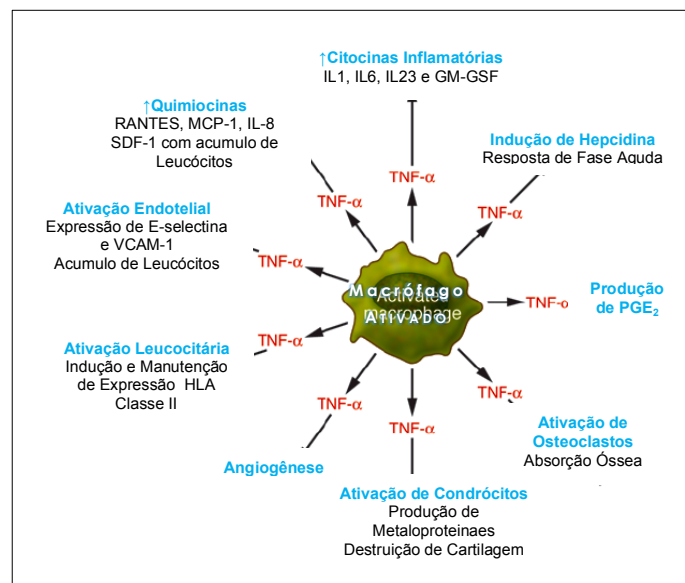 ↑Citocinas Inflamatórias
IL1, IL6, IL23 e GM-GSF
↑Quimiocinas
RANTES, MCP-1, IL-8
SDF-1 com acumulo de
Leucócitos
Indução de Hepcidina
Resposta de Fase Aguda
TNF-α
TNF-α
TNF-α
Ativação Endotelial
Expressão de E-selectina
e VCAM-1
Acumulo de Leucócitos
TNF-α
Macrófago
Ativado
Activated
macrophage
TNF-α
Produção
de PGE₂
Ativação Leucocitária
Indução e Manutenção
de Expressão HLA
Classe II
TNF-α
TNF-α
TNF-α
TNF-α
Ativação de
Osteoclastos
Absorção Óssea
Angiogênese
Ativação de Condrócitos
Produção de
Metaloproteinaes
Destruição de Cartilagem